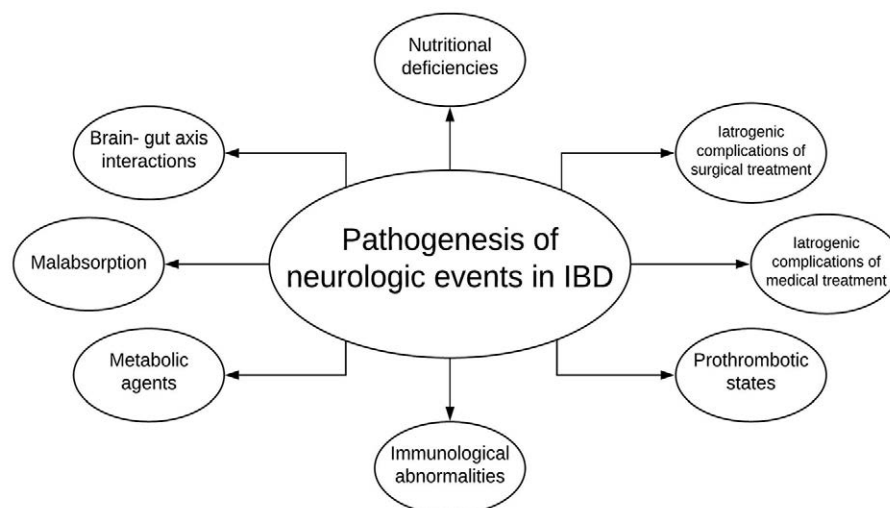 Nutritional
deficiencies
Brain- gut axis
interactions
Iatrogenic
complications of
surgical treatment
Pathogenesis of
neurologic events in IBD
Malabsorption
Iatrogenic
complications of
medical treatment
Metabolic
agents
Prothrombotic
states
Immunological
abnormalities